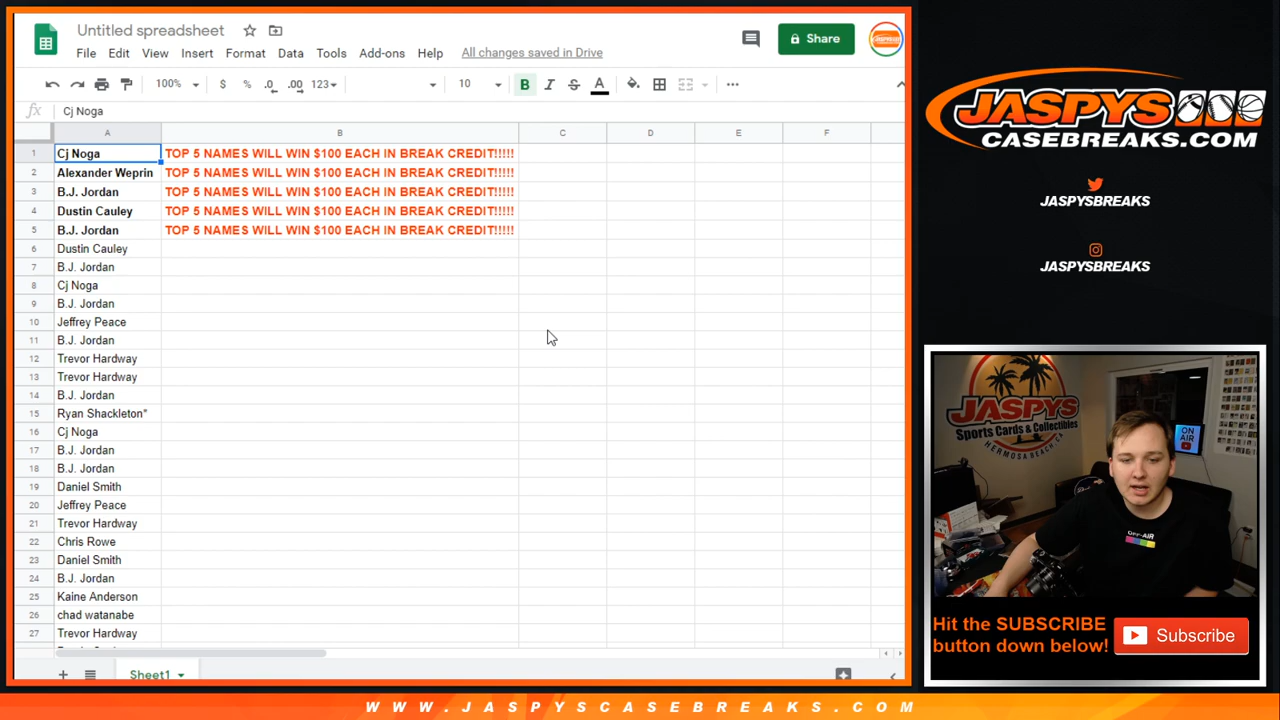 Untitled spreadsheet
File Edit View Insert Format Data Tools Add-ons Help All changes saved in Drive
Share
100% $ % .0 .00 123 10 B I S A
fx Cj Noga
A B C D E F
1 Cj Noga TOP 5 NAMES WILL WIN $100 EACH IN BREAK CREDIT!!!!!
2 Alexander Weprin TOP 5 NAMES WILL WIN $100 EACH IN BREAK CREDIT!!!!!
3 B.J. Jordan TOP 5 NAMES WILL WIN $100 EACH IN BREAK CREDIT!!!!!
4 Dustin Cauley TOP 5 NAMES WILL WIN $100 EACH IN BREAK CREDIT!!!!!
5 B.J. Jordan TOP 5 NAMES WILL WIN $100 EACH IN BREAK CREDIT!!!!!
6 Dustin Cauley
7 B.J. Jordan
8 Cj Noga
9 B.J. Jordan
10 Jeffrey Peace
11 B.J. Jordan
12 Trevor Hardway
13 Trevor Hardway
14 B.J. Jordan
15 Ryan Shackleton*
16 Cj Noga
17 B.J. Jordan
18 B.J. Jordan
19 Daniel Smith
20 Jeffrey Peace
21 Trevor Hardway
22 Chris Rowe
23 Daniel Smith
24 B.J. Jordan
25 Kaine Anderson
26 chad watanabe
27 Trevor Hardway
Sheet1
JASPYS
CASEBREAKS.COM
JASPYSBREAKS
JASPYSBREAKS
JASPYS
Sports Cards & Collectibles
HERMOSA BEACH, CA
ON AIR
OFF-AIR
Hit the SUBSCRIBE
button down below!
Subscribe
WWW.JASPYSCASEBREAKS.COM